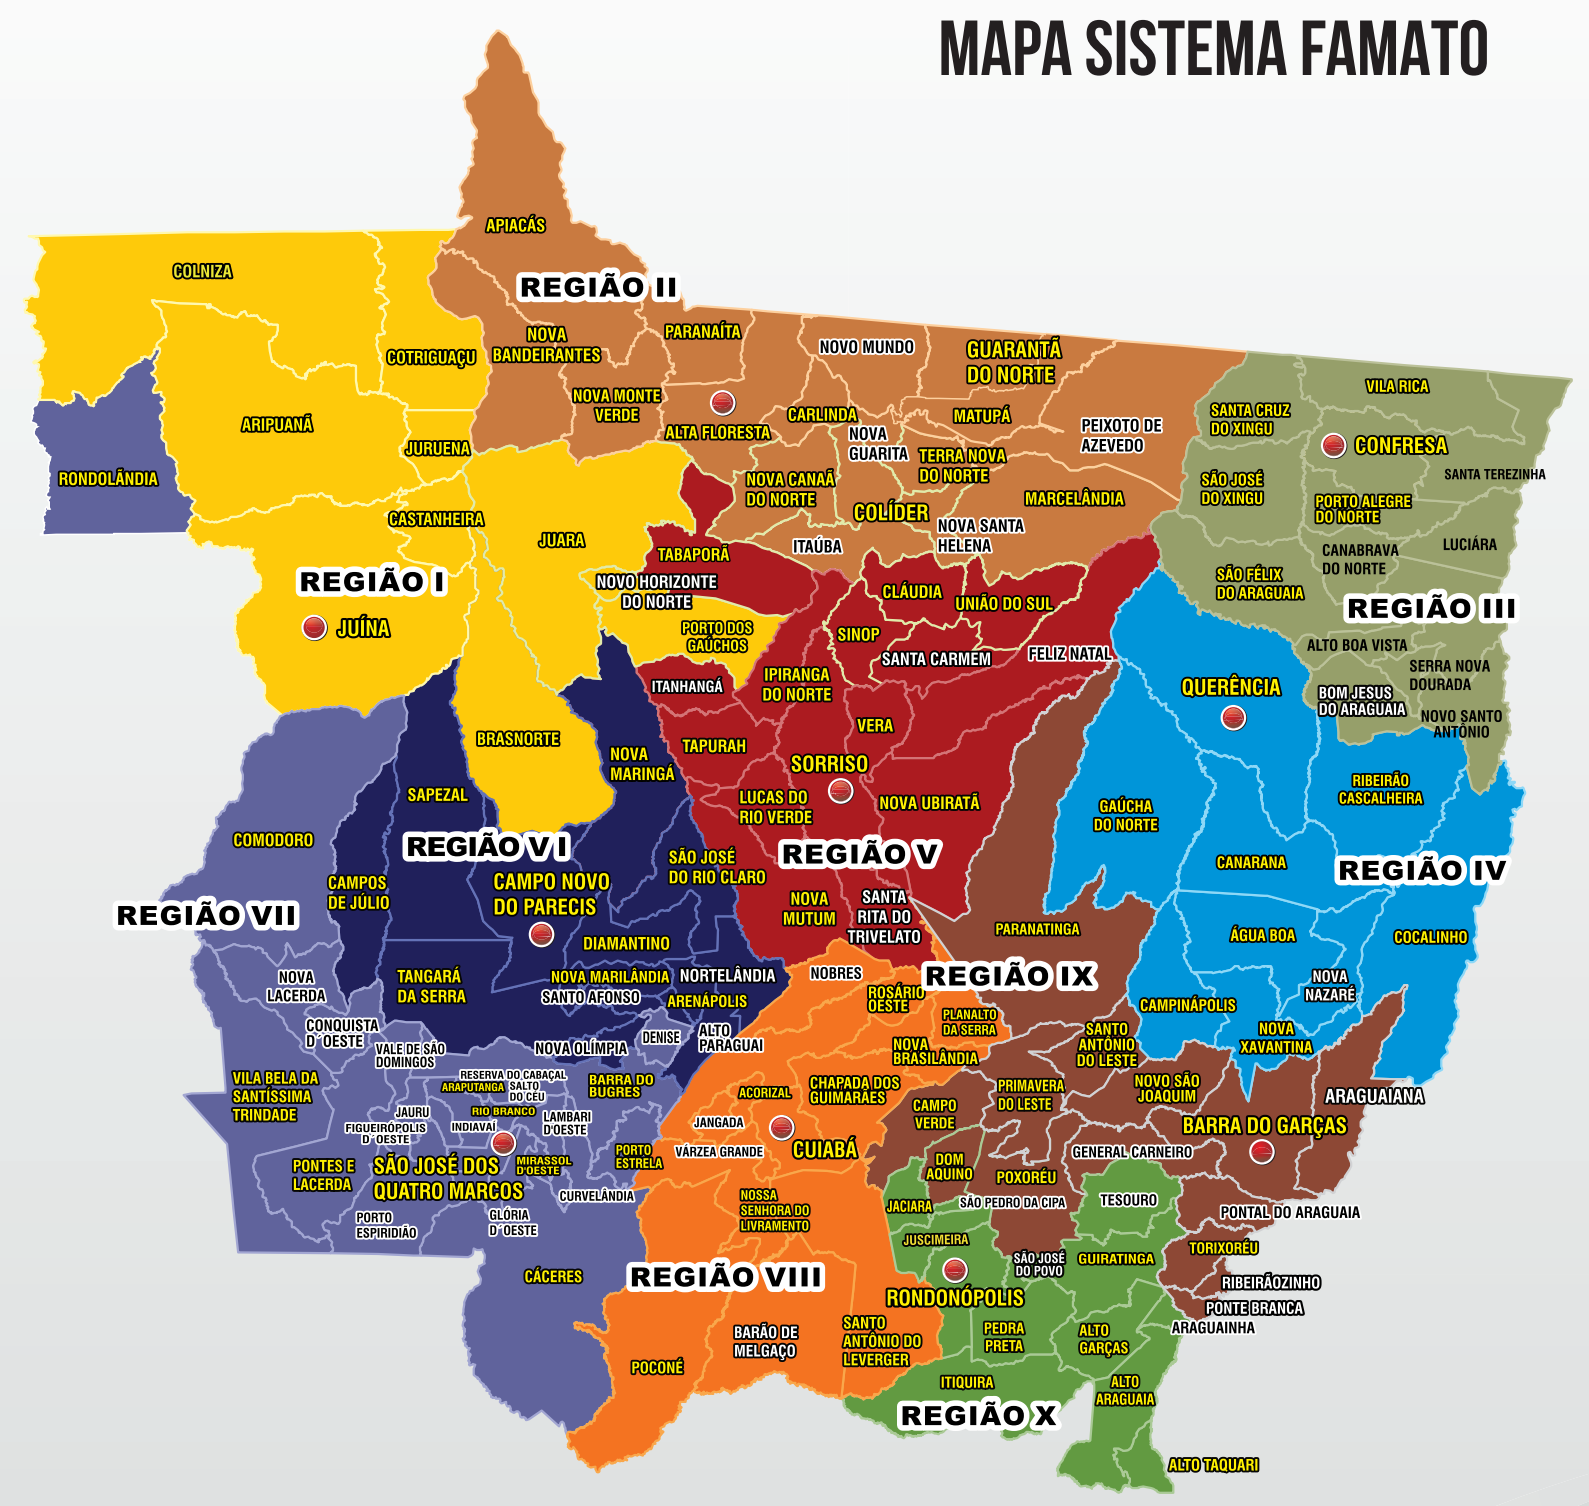 MAPA SISTEMA FAMATO
APIACÁS
COLNIZA
REGIÃO II
NOVA
BANDEIRANTES
PARANAÍTA
COTRIGUAÇU
NOVO MUNDO
GUARANTÃ
DO NORTE
NOVA MONTE
VERDE
ALTA FLORESTA
CARLINDA
MATUPÁ
NOVA
GUARITA
PEIXOTO DE
AZEVEDO
TERRA NOVA
DO NORTE
NOVA CANAÃ
DO NORTE
COLÍDER
MARCELÂNDIA
NOVA SANTA
HELENA
ITAÚBA
VILA RICA
SANTA CRUZ
DO XINGU
CONFRESA
SÃO JOSÉ
DO XINGU
SANTA TEREZINHA
PORTO ALEGRE
DO NORTE
CANABRAVA
DO NORTE
LUCIÁRA
SÃO FÉLIX
DO ARAGUAIA
REGIÃO III
ALTO BOA VISTA
SERRA NOVA
DOURADA
BOM JESUS
DO ARAGUAIA
NOVO SANTO
ANTÔNIO
ARIPUANÃ
JURUENA
RONDOLÂNDIA
CASTANHEIRA
JUARA
REGIÃO I
JUÍNA
TABAPORÃ
NOVO HORIZONTE
DO NORTE
PORTO DOS
GAÚCHOS
BRASNORTE
CLÁUDIA
UNIÃO DO SUL
SINOP
SANTA CARMEM
FELIZ NATAL
ITANHANGÁ
IPIRANGA
DO NORTE
VERA
TAPURAH
SORRISO
LUCAS DO
RIO VERDE
NOVA UBIRATÃ
REGIÃO V
NOVA
MUTUM
SANTA
RITA DO
TRIVELATO
QUERÊNCIA
RIBEIRÃO
CASCALHEIRA
GAÚCHA
DO NORTE
CANARANA
REGIÃO IV
ÁGUA BOA
COCALINHO
NOVA
NAZARÉ
CAMPINÁPOLIS
NOVA
XAVANTINA
NOVA
MARINGÁ
SAPEZAL
REGIÃO VI
CAMPOS
DE JÚLIO
CAMPO NOVO
DO PARECIS
SÃO JOSÉ
DO RIO CLARO
DIAMANTINO
TANGARÁ
DA SERRA
NOVA MARILÂNDIA
NORTELÂNDIA
SANTO AFONSO
ARENÁPOLIS
DENISE
ALTO
PARAGUAI
NOVA OLÍMPIA
COMODORO
REGIÃO VII
NOVA
LACERDA
CONQUISTA
D´OESTE
VALE DE SÃO
DOMINGOS
VILA BELA DA
SANTÍSSIMA
TRINDADE
RESERVA DO CABAÇAL
ARAPUTANGA
SALTO
DO CÉU
BARRA DO
BUGRES
JAURU
RIO BRANCO
FIGUEIRÓPOLIS
D´OESTE
INDIAVAÍ
LAMBARI
D'OESTE
PORTO
ESTRELA
PONTES E
LACERDA
SÃO JOSÉ DOS
QUATRO MARCOS
MIRASSOL
D'OESTE
CURVELÂNDIA
PORTO
ESPIRIDIÃO
GLÓRIA
D´OESTE
CÁCERES
NOBRES
ROSÁRIO
OESTE
PLANALTO
DA SERRA
NOVA
BRASILÂNDIA
ACORIZAL
CHAPADA DOS
GUIMARÃES
JANGADA
VÁRZEA GRANDE
CUIABÁ
NOSSA
SENHORA DO
LIVRAMENTO
REGIÃO VIII
BARÃO DE
MELGAÇO
SANTO
ANTÔNIO DO
LEVERGER
POCONÉ
PARANATINGA
REGIÃO IX
SANTO
ANTÔNIO
DO LESTE
PRIMAVERA
DO LESTE
NOVO SÃO
JOAQUIM
ARAGUAIANA
CAMPO
VERDE
BARRA DO GARÇAS
GENERAL CARNEIRO
DOM
AQUINO
POXORÉU
SÃO PEDRO DA CIPA
TESOURO
PONTAL DO ARAGUAIA
JACIARA
JUSCIMEIRA
SÃO JOSÉ
DO POVO
GUIRATINGA
TORIXORÉU
RIBEIRÃOZINHO
RONDONÓPOLIS
PONTE BRANCA
ARAGUAINHA
PEDRA
PRETA
ALTO
GARÇAS
ITIQUIRA
ALTO
ARAGUAIA
REGIÃO X
ALTO TAQUARI